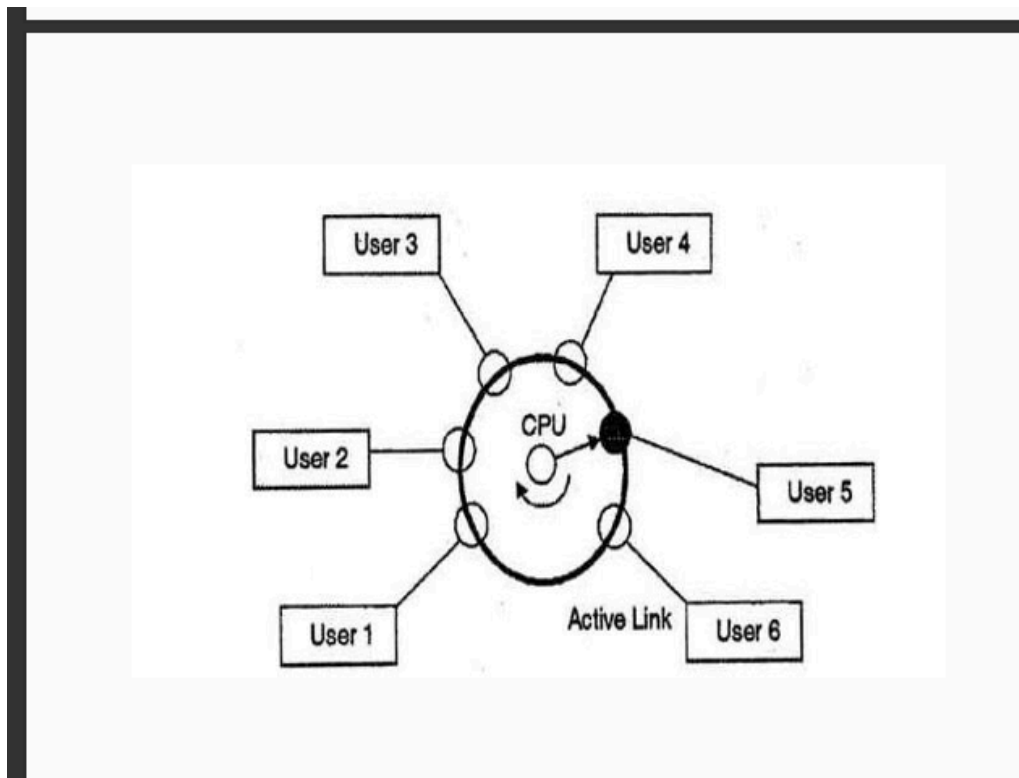 User 3
User 4
CPU
User 2
User 5
Active Link
User 1
User 6